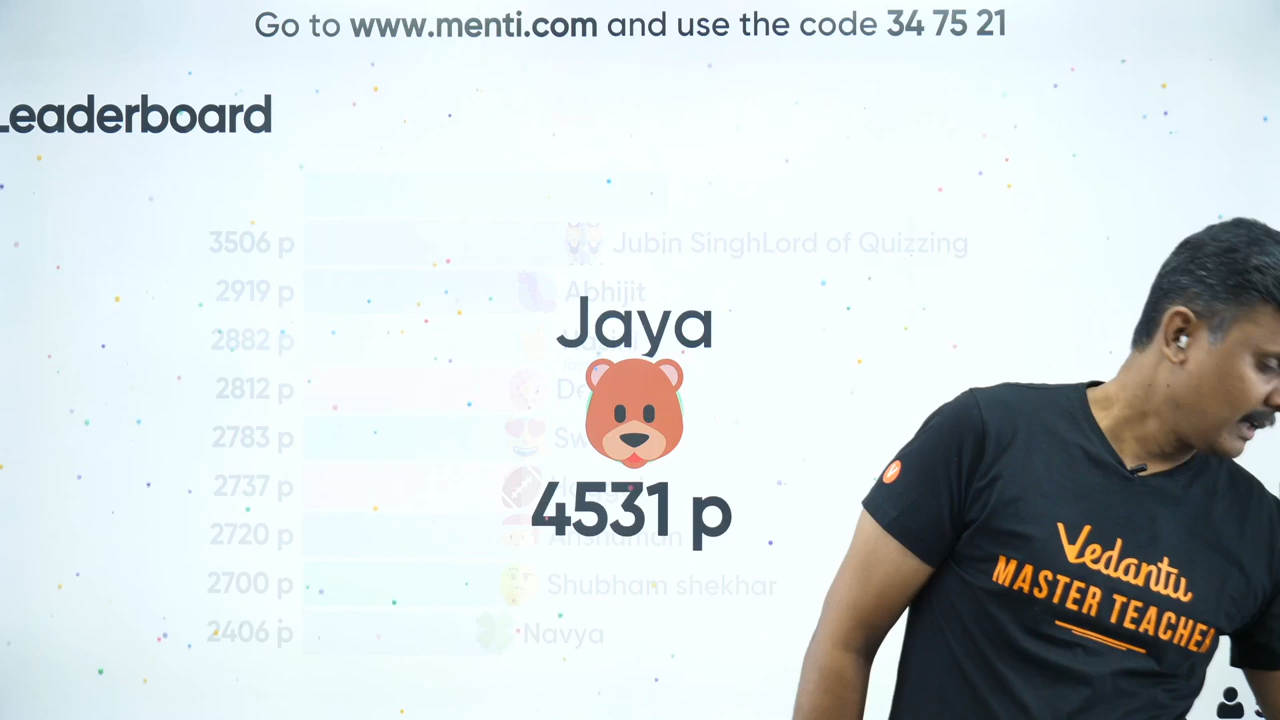 Go to www.menti.com and use the code 34 75 21
Leaderboard
3506 p Jubin SinghLord of Quizzing
2919 p Abhijit
2882 p
2812 p
2783 p
2737 p
2720 p Anshuman
2700 p Shubham shekhar
2406 p Navya
Jaya
4531 p
Vedantu
MASTER TEACHER